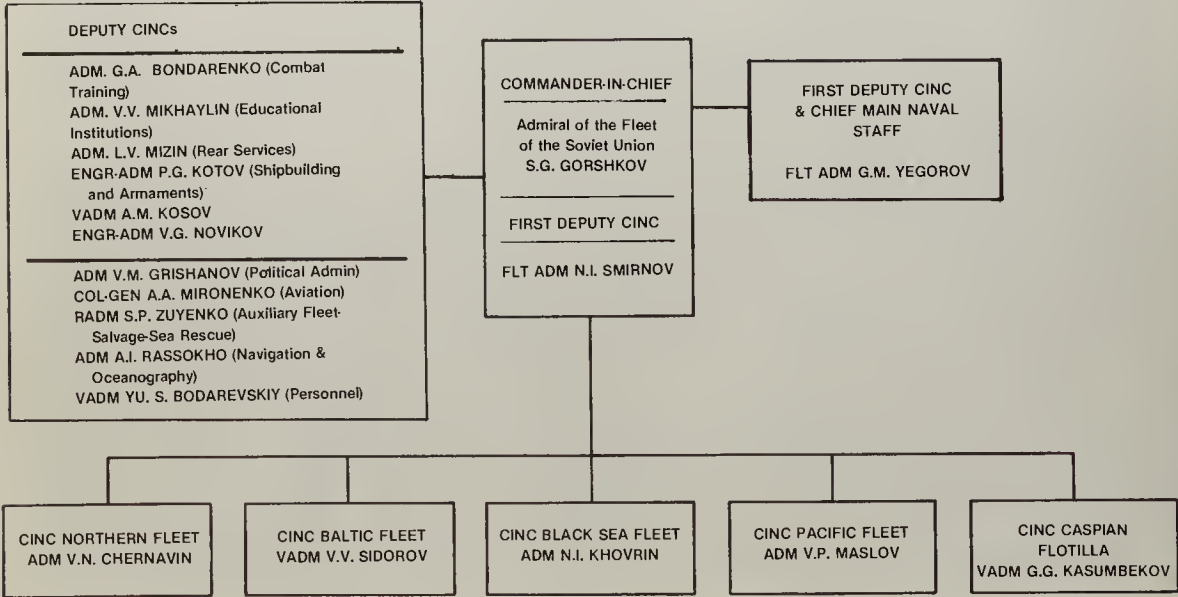 DEPUTY CINCs
ADM. G.A. BONDARENKO (Combat
Training)
ADM. V.V. MIKHAYLIN (Educational
Institutions)
ADM. L.V. MIZIN (Rear Services)
ENGR-ADM P.G. KOTOV (Shipbuilding
and Armaments)
VADM A.M. KOSOV
ENGR-ADM V.G. NOVIKOV
ADM V.M. GRISHANOV (Political Admin)
COL-GEN A.A. MIRONENKO (Aviation)
RADM S.P. ZUYENKO (Auxiliary Fleet-
Salvage-Sea Rescue)
ADM A.I. RASSOKHO (Navigation &
Oceanography)
VADM YU. S. BODAREVSKIY (Personnel)
COMMANDER-IN-CHIEF
Admiral of the Fleet
of the Soviet Union
S.G. GORSHKOV
FIRST DEPUTY CINC
FLT ADM N.I. SMIRNOV
FIRST DEPUTY CINC
& CHIEF MAIN NAVAL
STAFF
FLT ADM G.M. YEGOROV
CINC NORTHERN FLEET
ADM V.N. CHERNAVIN
CINC BALTIC FLEET
VADM V.V. SIDOROV
CINC BLACK SEA FLEET
ADM N.I. KHOVRIN
CINC PACIFIC FLEET
ADM V.P. MASLOV
CINC CASPIAN
FLOTILLA
VADM G.G. KASUMBEKOV